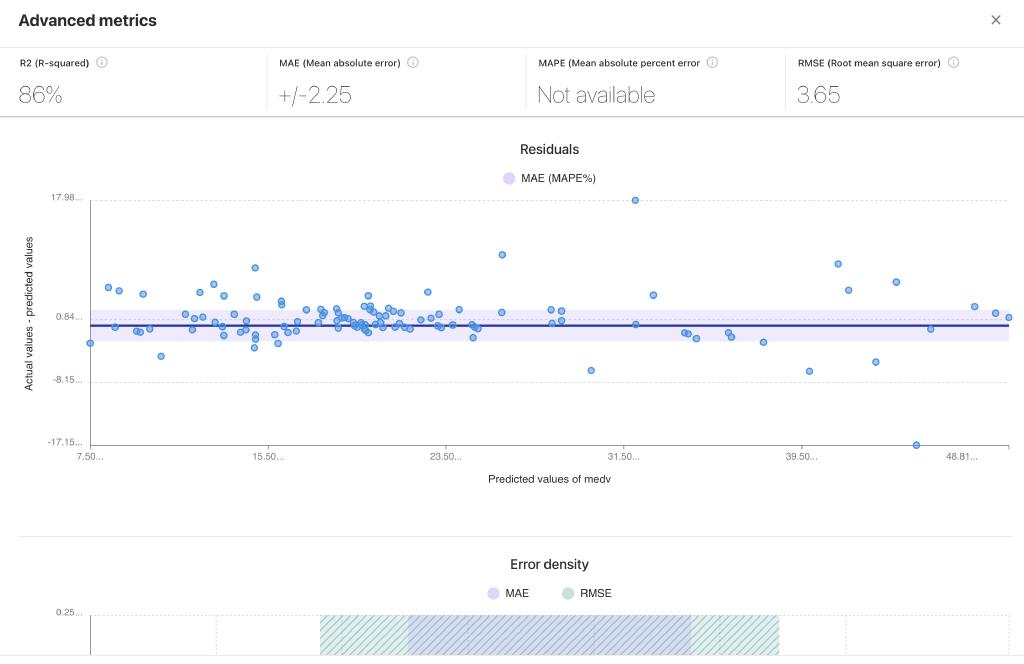 Advanced metrics
R2 (R-squared)
MAE (Mean absolute error)
MAPE (Mean absolute percent error
RMSE (Root mean square error)
86%
+/-2.25
Not available
3.65
Residuals
MAE (MAPE%)
17.98...
0.84...
-8.15...
-17.15...
Actual values - predicted values
7.50...
15.50...
23.50...
31.50...
39.50...
48.81...
Predicted values of medv
Error density
MAE
RMSE
0.25...